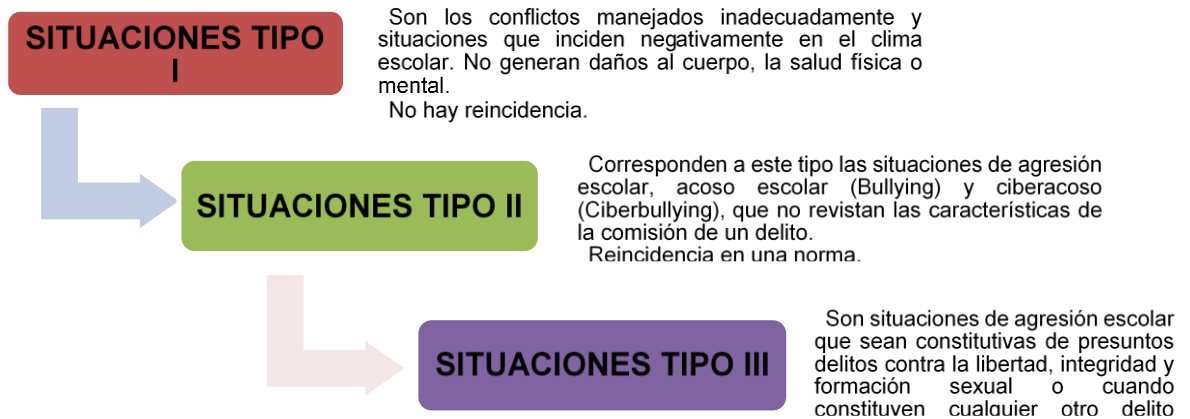 SITUACIONES TIPO
I
Son los conflictos manejados inadecuadamente y
situaciones que inciden negativamente en el clima
escolar. No generan daños al cuerpo, la salud física o
mental.
No hay reincidencia.
SITUACIONES TIPO II
Corresponden a este tipo las situaciones de agresión
escolar, acoso escolar (Bullying) y ciberacoso
(Ciberbullying), que no revistan las características de
la comisión de un delito.
Reincidencia en una norma.
SITUACIONES TIPO III
Son situaciones de agresión escolar
que sean constitutivas de presuntos
delitos contra la libertad, integridad y
formación sexual o cuando
constituyen cualquier otro delito